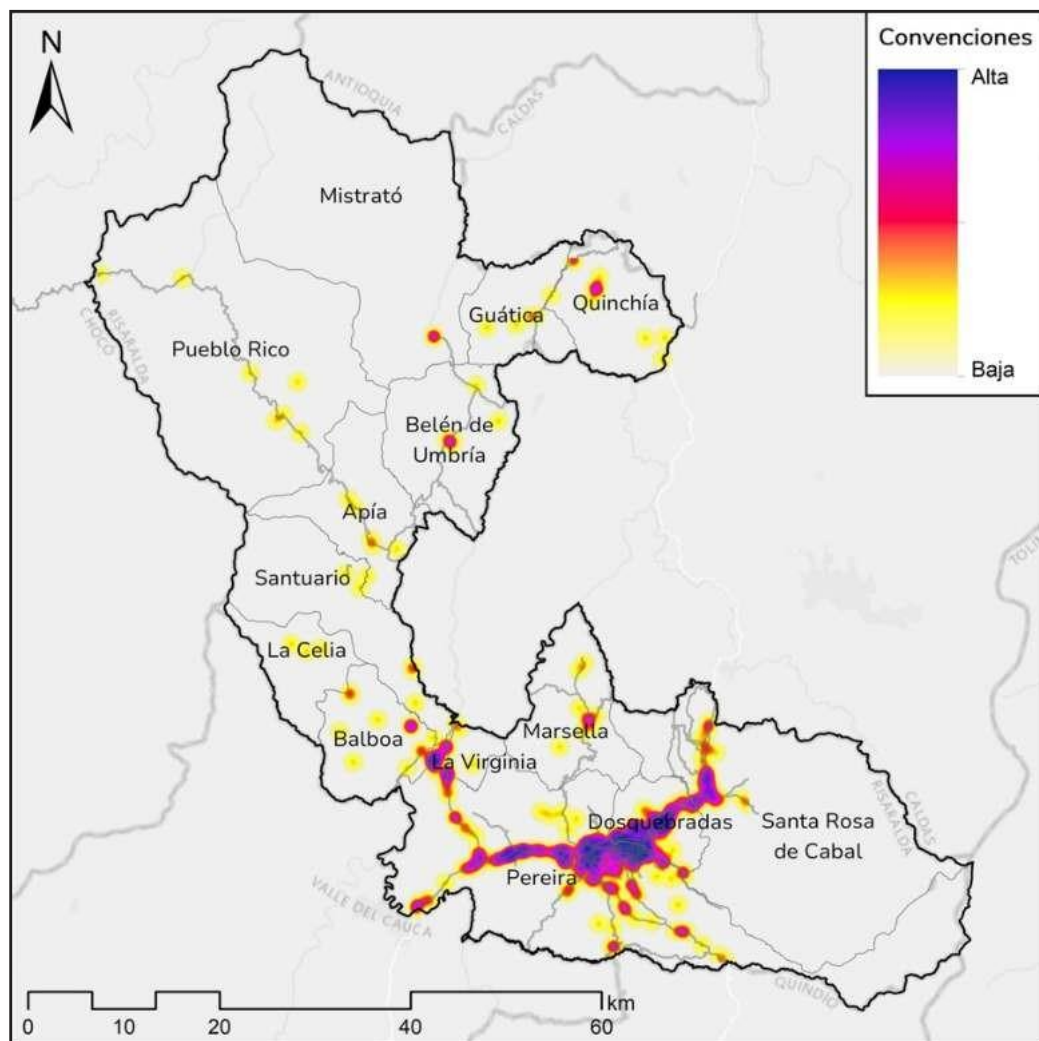 N
Convenciones
Alta
Baja
ANTIOQUIA
CALDAS
Mistrató
Guática
Quinchía
Pueblo Rico
RISARALDA
CHOCÓ
Belén de
Umbría
Apía
Santuario
TOLIN
La Celia
Marsella
Balboa
La Virginia
Dosquebradas
Santa Rosa
de Cabal
CALDAS
RISARALDA
Pereira
VALLE DEL CAUCA
QUINDÍO
km
0
10
20
40
60